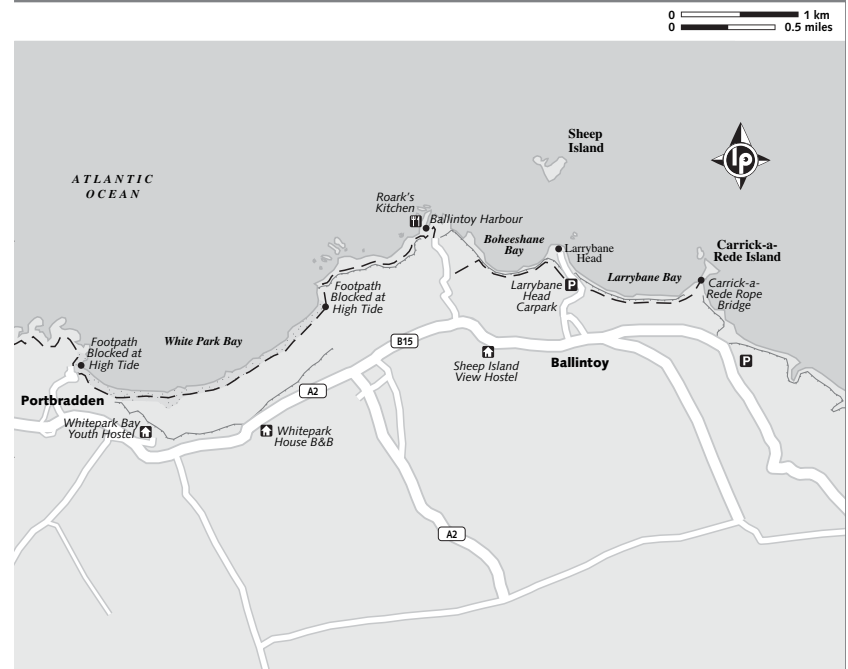 0 1 km
0 0.5 miles
Sheep
Island
lp
ATLANTIC
OCEAN
Roark's
Kitchen
Ballintoy Harbour
Boheeshane
Bay
Larrybane
Head
Carrick-a-
Rede Island
Larrybane Bay
Larrybane
Head
Carpark
P
Carrick-a-
Rede Rope
Bridge
Footpath
Blocked at
High Tide
White Park Bay
Footpath
Blocked at
High Tide
B15
Sheep Island
View Hostel
Ballintoy
P
A2
Portbradden
Whitepark Bay
Youth Hostel
Whitepark
House B&B
A2